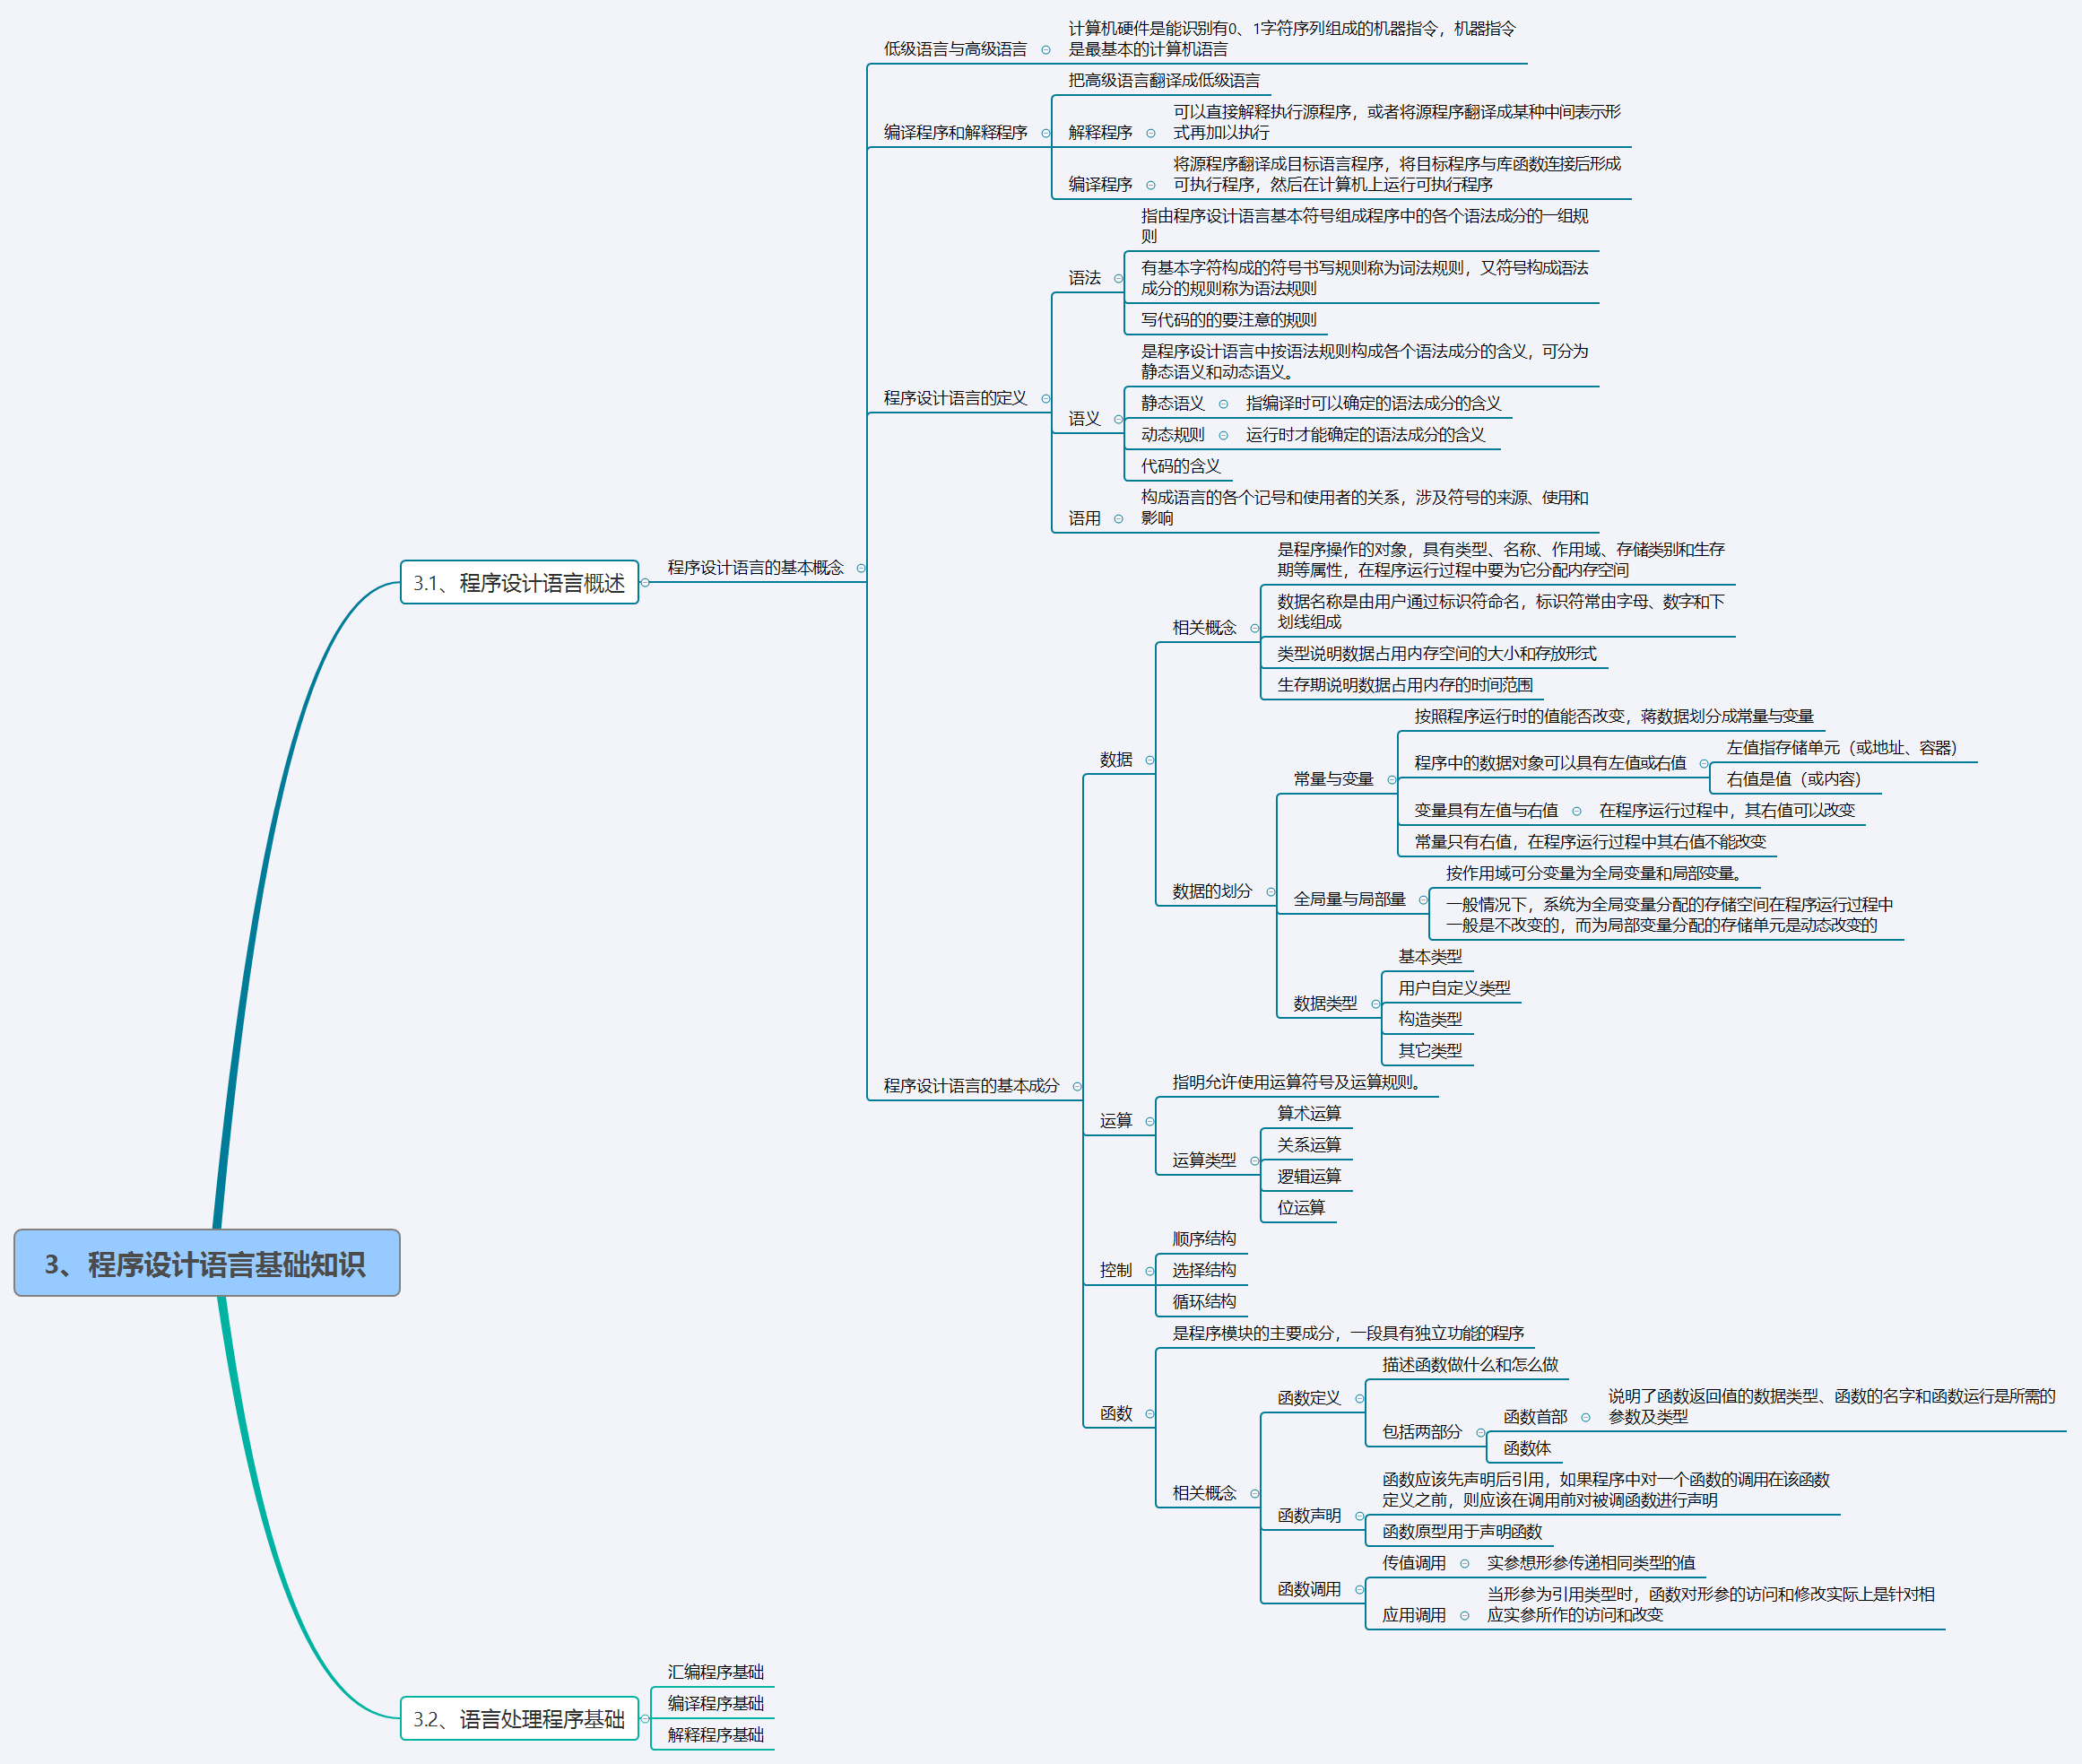 3、程序设计语言基础知识
3.1、程序设计语言概述
程序设计语言的基本概念
低级语言与高级语言
计算机硬件是能识别有0、1字符序列组成的机器指令，机器指令
是最基本的计算机语言
编译程序和解释程序
把高级语言翻译成低级语言
解释程序
可以直接解释执行源程序，或者将源程序翻译成某种中间表示形
式再加以执行
编译程序
将源程序翻译成目标语言程序，将目标程序与库函数连接后形成
可执行程序，然后在计算机上运行可执行程序
程序设计语言的定义
语法
指由程序设计语言基本符号组成程序中的各个语法成分的一组规
则
有基本字符构成的符号书写规则称为词法规则，又符号构成语法
成分的规则称为语法规则
写代码的的要注意的规则
语义
是程序设计语言中按语法规则构成各个语法成分的含义，可分为
静态语义和动态语义。
静态语义
指编译时可以确定的语法成分的含义
动态规则
运行时才能确定的语法成分的含义
代码的含义
语用
构成语言的各个记号和使用者的关系，涉及符号的来源、使用和
影响
程序设计语言的基本成分
数据
相关概念
是程序操作的对象，具有类型、名称、作用域、存储类别和生存
期等属性，在程序运行过程中要为它分配内存空间
数据名称是由用户通过标识符命名，标识符常由字母、数字和下
划线组成
类型说明数据占用内存空间的大小和存放形式
生存期说明数据占用内存的时间范围
数据的划分
常量与变量
按照程序运行时的值能否改变，蒋数据划分成常量与变量
程序中的数据对象可以具有左值或右值
左值指存储单元（或地址、容器）
右值是值（或内容）
变量具有左值与右值
在程序运行过程中，其右值可以改变
常量只有右值，在程序运行过程中其右值不能改变
全局量与局部量
按作用域可分变量为全局变量和局部变量。
一般情况下，系统为全局变量分配的存储空间在程序运行过程中
一般是不改变的，而为局部变量分配的存储单元是动态改变的
数据类型
基本类型
用户自定义类型
构造类型
其它类型
运算
指明允许使用运算符号及运算规则。
运算类型
算术运算
关系运算
逻辑运算
位运算
控制
顺序结构
选择结构
循环结构
函数
是程序模块的主要成分，一段具有独立功能的程序
相关概念
函数定义
描述函数做什么和怎么做
包括两部分
函数首部
说明了函数返回值的数据类型、函数的名字和函数运行是所需的
参数及类型
函数体
函数声明
函数应该先声明后引用，如果程序中对一个函数的调用在该函数
定义之前，则应该在调用前对被调函数进行声明
函数原型用于声明函数
函数调用
传值调用
实参想形参传递相同类型的值
应用调用
当形参为引用类型时，函数对形参的访问和修改实际上是针对相
应实参所作的访问和改变
3.2、语言处理程序基础
汇编程序基础
编译程序基础
解释程序基础